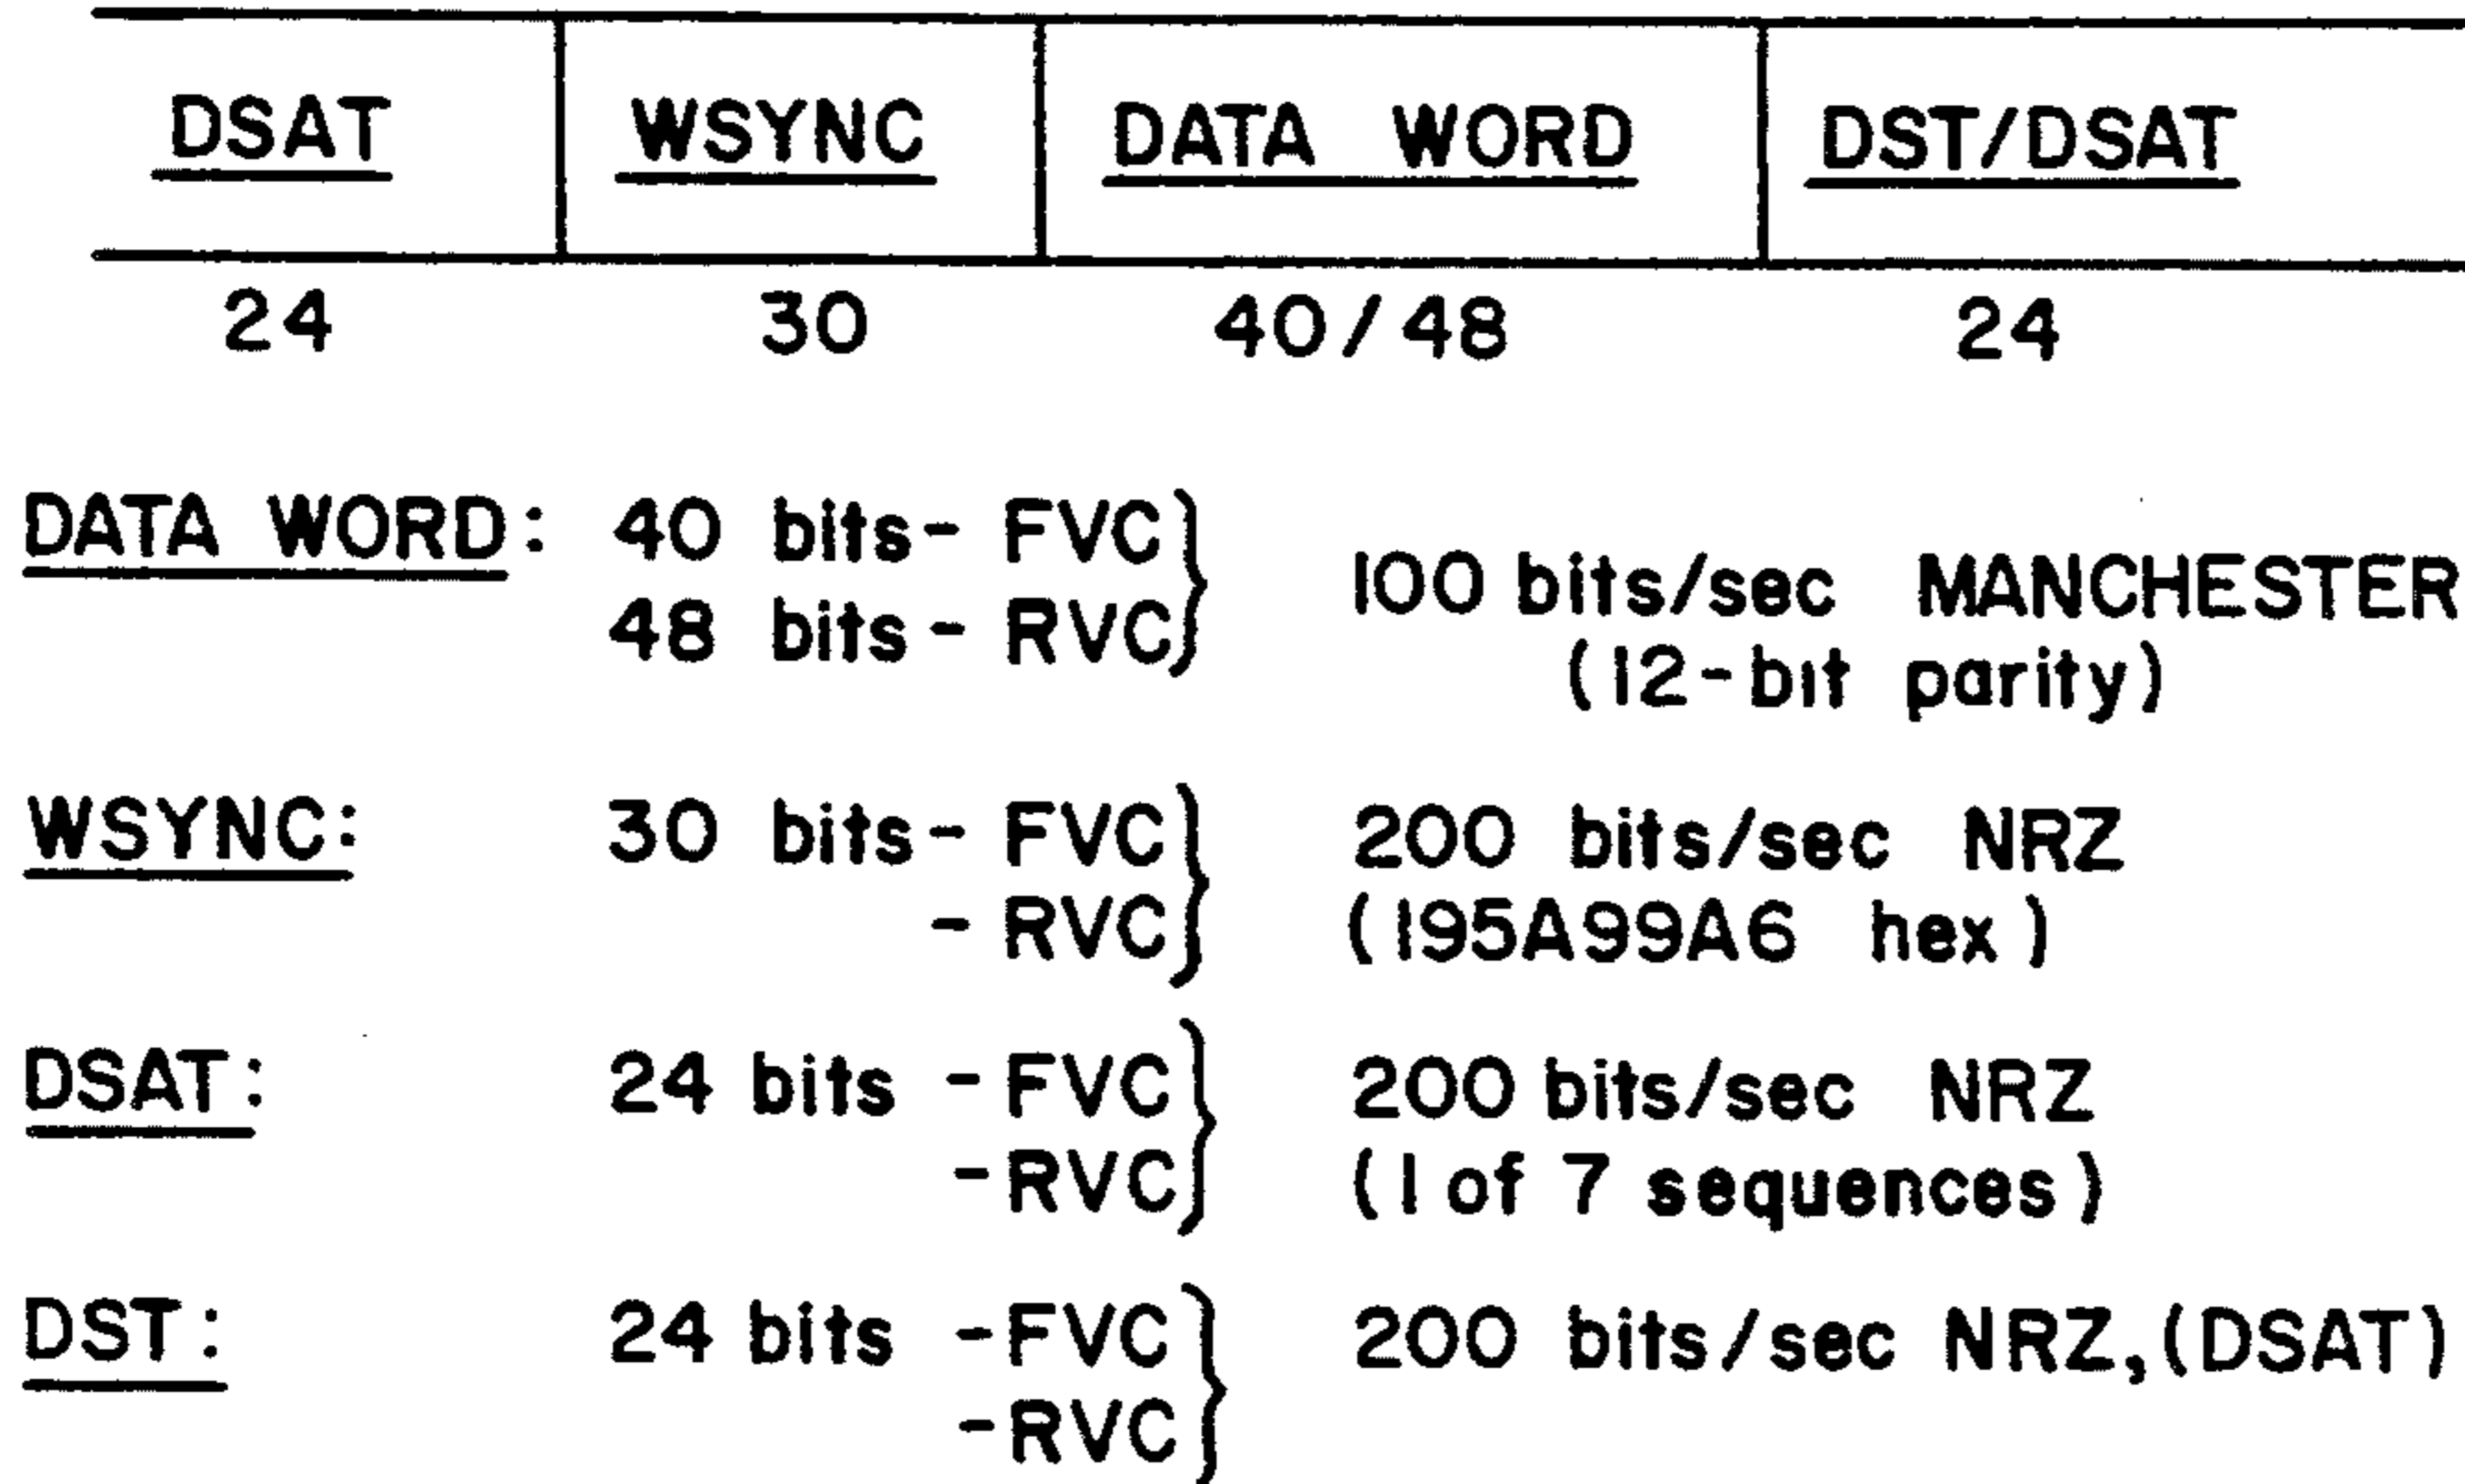 DSAT WSYNC DATA WORD DST/DSAT
24 30 40/48 24
DATA WORD: 40 bits- FVC
48 bits- RVC
100 bits/sec MANCHESTER
(12-bit parity)
WSYNC: 30 bits- FVC
- RVC
200 bits/sec NRZ
(195A99A6 hex)
DSAT: 24 bits -FVC
-RVC
200 bits/sec NRZ
(1 of 7 sequences)
DST: 24 bits -FVC
-RVC
200 bits/sec NRZ,(DSAT)